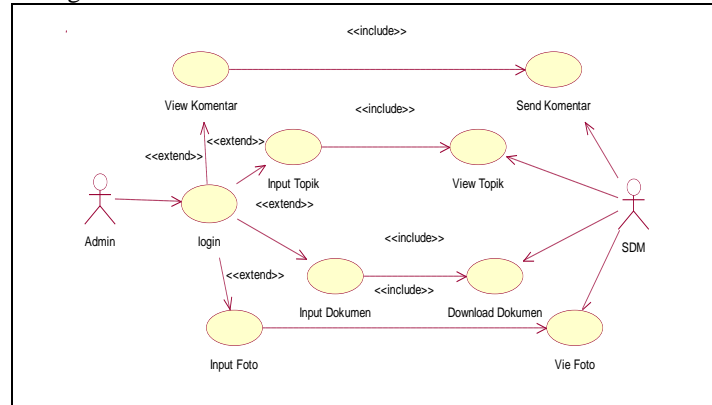 <<include>>
View Komentar
Send Komentar
<<include>>
<<extend>>
<<extend>>
Input Topik
View Topik
<<extend>>
Admin
login
<<include>>
SDM
<<extend>>
<<include>>
Input Dokumen
Download Dokumen
Input Foto
Vie Foto